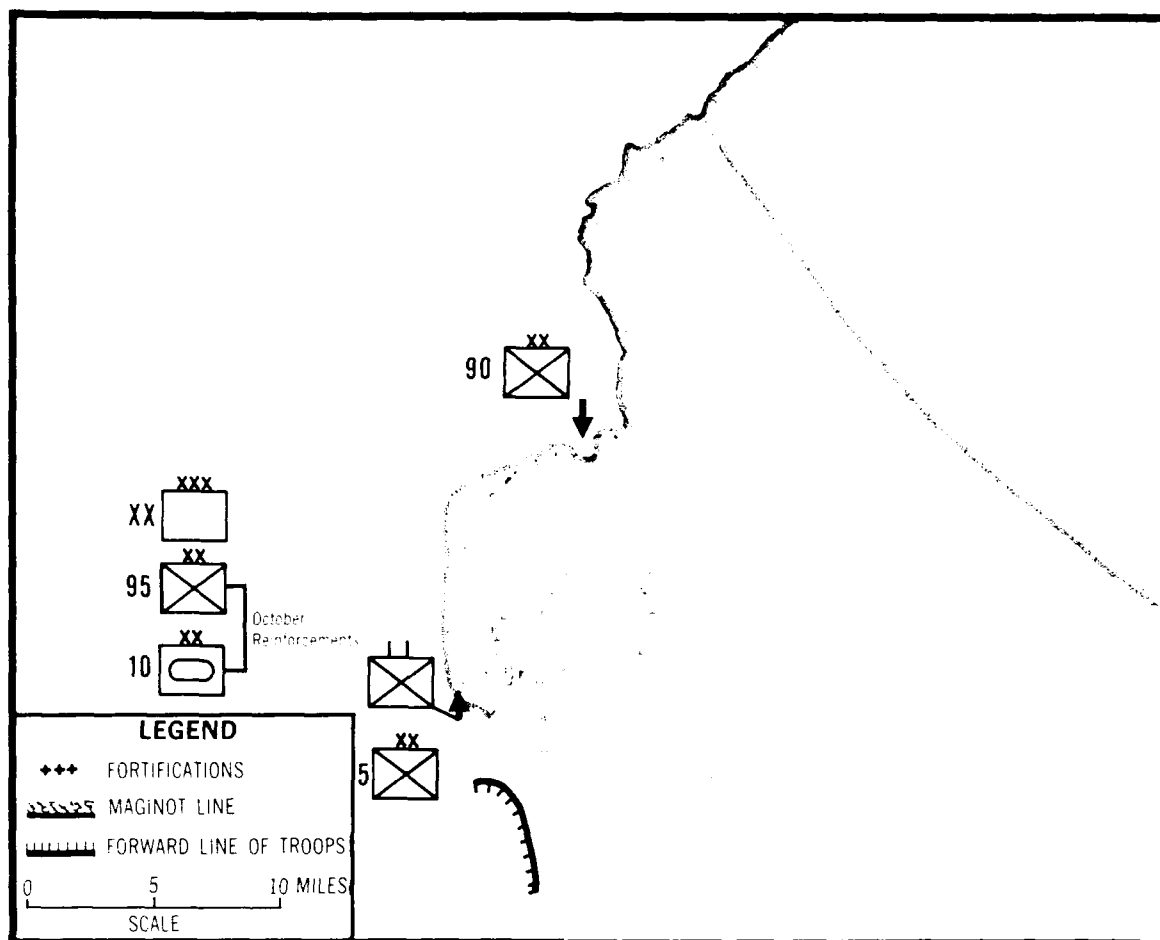 XX
90
XXX
XX
XX
95
October
Reinforcements
XX
10
XX
5
LEGEND
+++ FORTIFICATIONS
MAGINOT LINE
FORWARD LINE OF TROOPS
0 5 10 MILES
SCALE